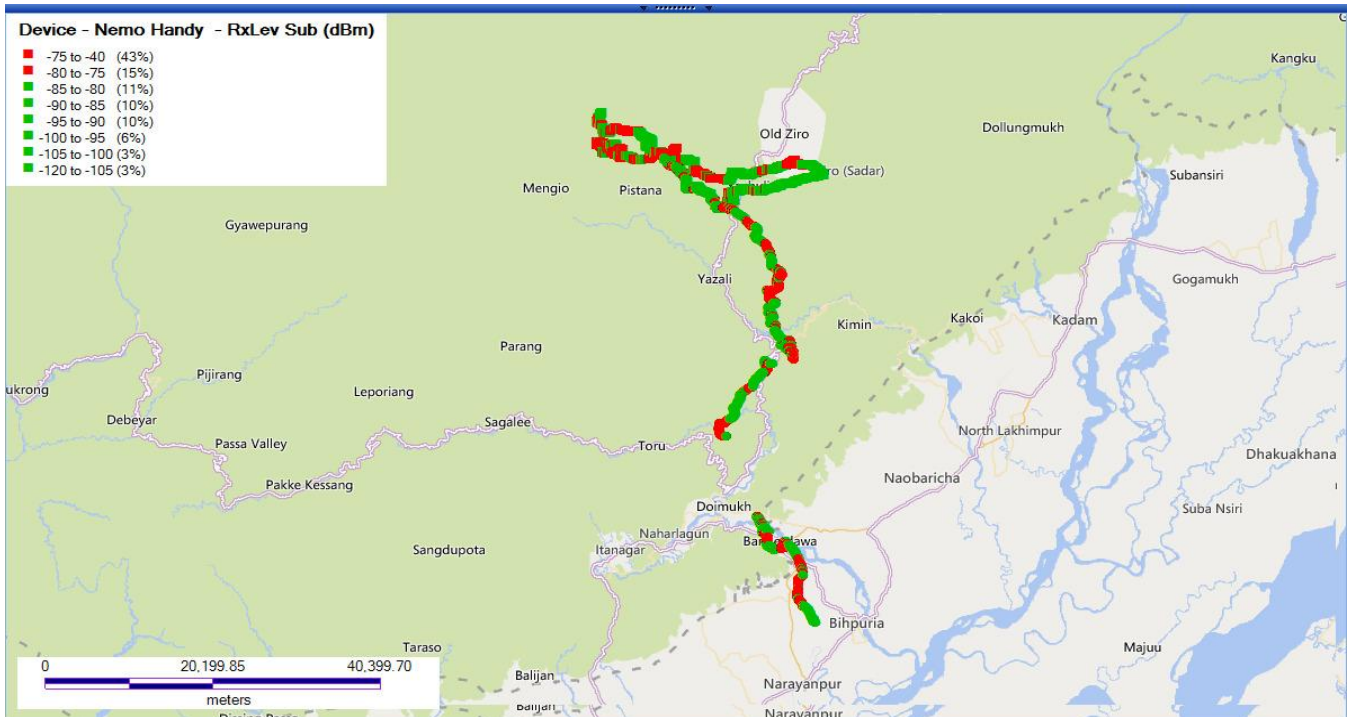 Device - Nemo Handy - RxLev Sub (dBm)
-75 to -40 (43%)
-80 to -75 (15%)
-85 to -80 (11%)
-90 to -85 (10%)
-95 to -90 (10%)
-100 to -95 (6%)
-105 to -100 (3%)
-120 to -105 (3%)
Kangku
Old Ziro
Dollungmukh
(Sadar)
Subansiri
Mengio
Pistana
Gyawepurang
Yazali
Gogamukh
Kimin
Kakoi
Kadam
Parang
Pijirang
ukrong
Leporiang
Debeyar
Sagalee
Passa Valley
Toru
North Lakhimpur
Dhakuakhana
Pakke Kessang
Naobaricha
Doimukh
Suba Nsiri
Naharlagun
Sangdupota
Itanagar
Bihpuria
Taraso
Majuu
0 20,199.85 40,399.70
meters
Balijan
Narayanpur
Balijan
Narayanpur